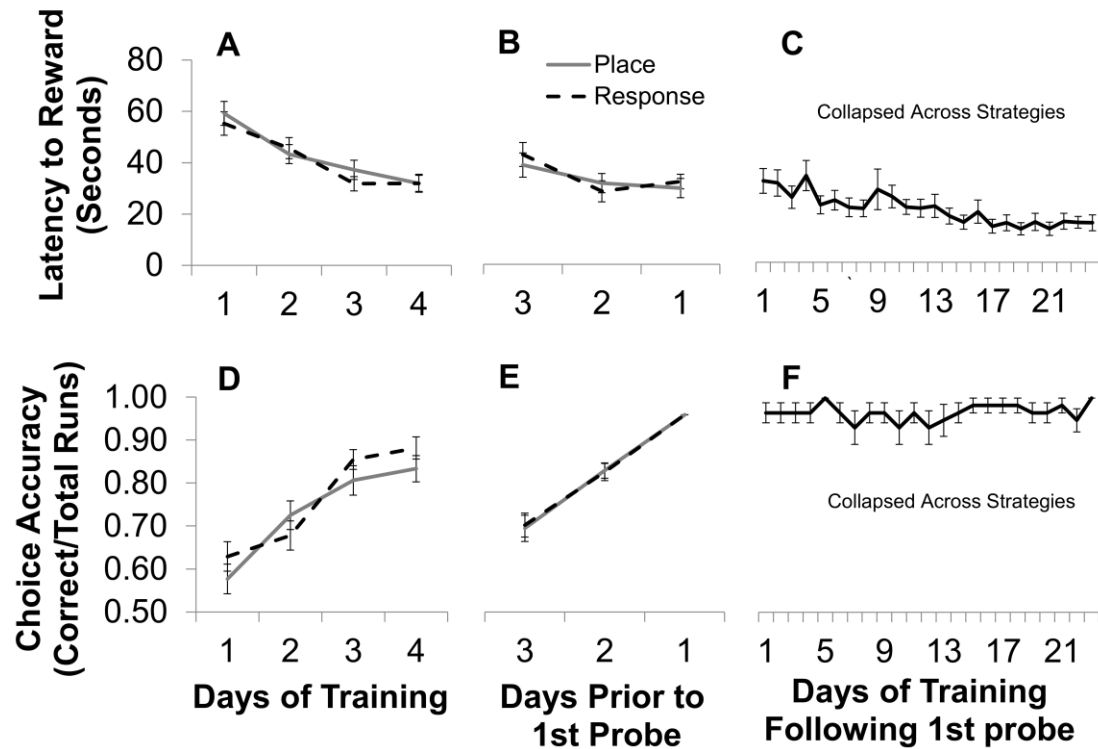 A
B
C
Latency to Reward
(Seconds)
80
60
40
20
0
Place
Response
Collapsed Across Strategies
1 2 3 4
3 2 1
1 5 9 13 17 21
D
E
F
Choice Accuracy
(Correct/Total Runs)
1.00
0.90
0.80
0.70
0.60
0.50
Collapsed Across Strategies
1 2 3 4
3 2 1
1 5 9 13 17 21
Days of Training
Days Prior to
1st Probe
Days of Training
Following 1st probe